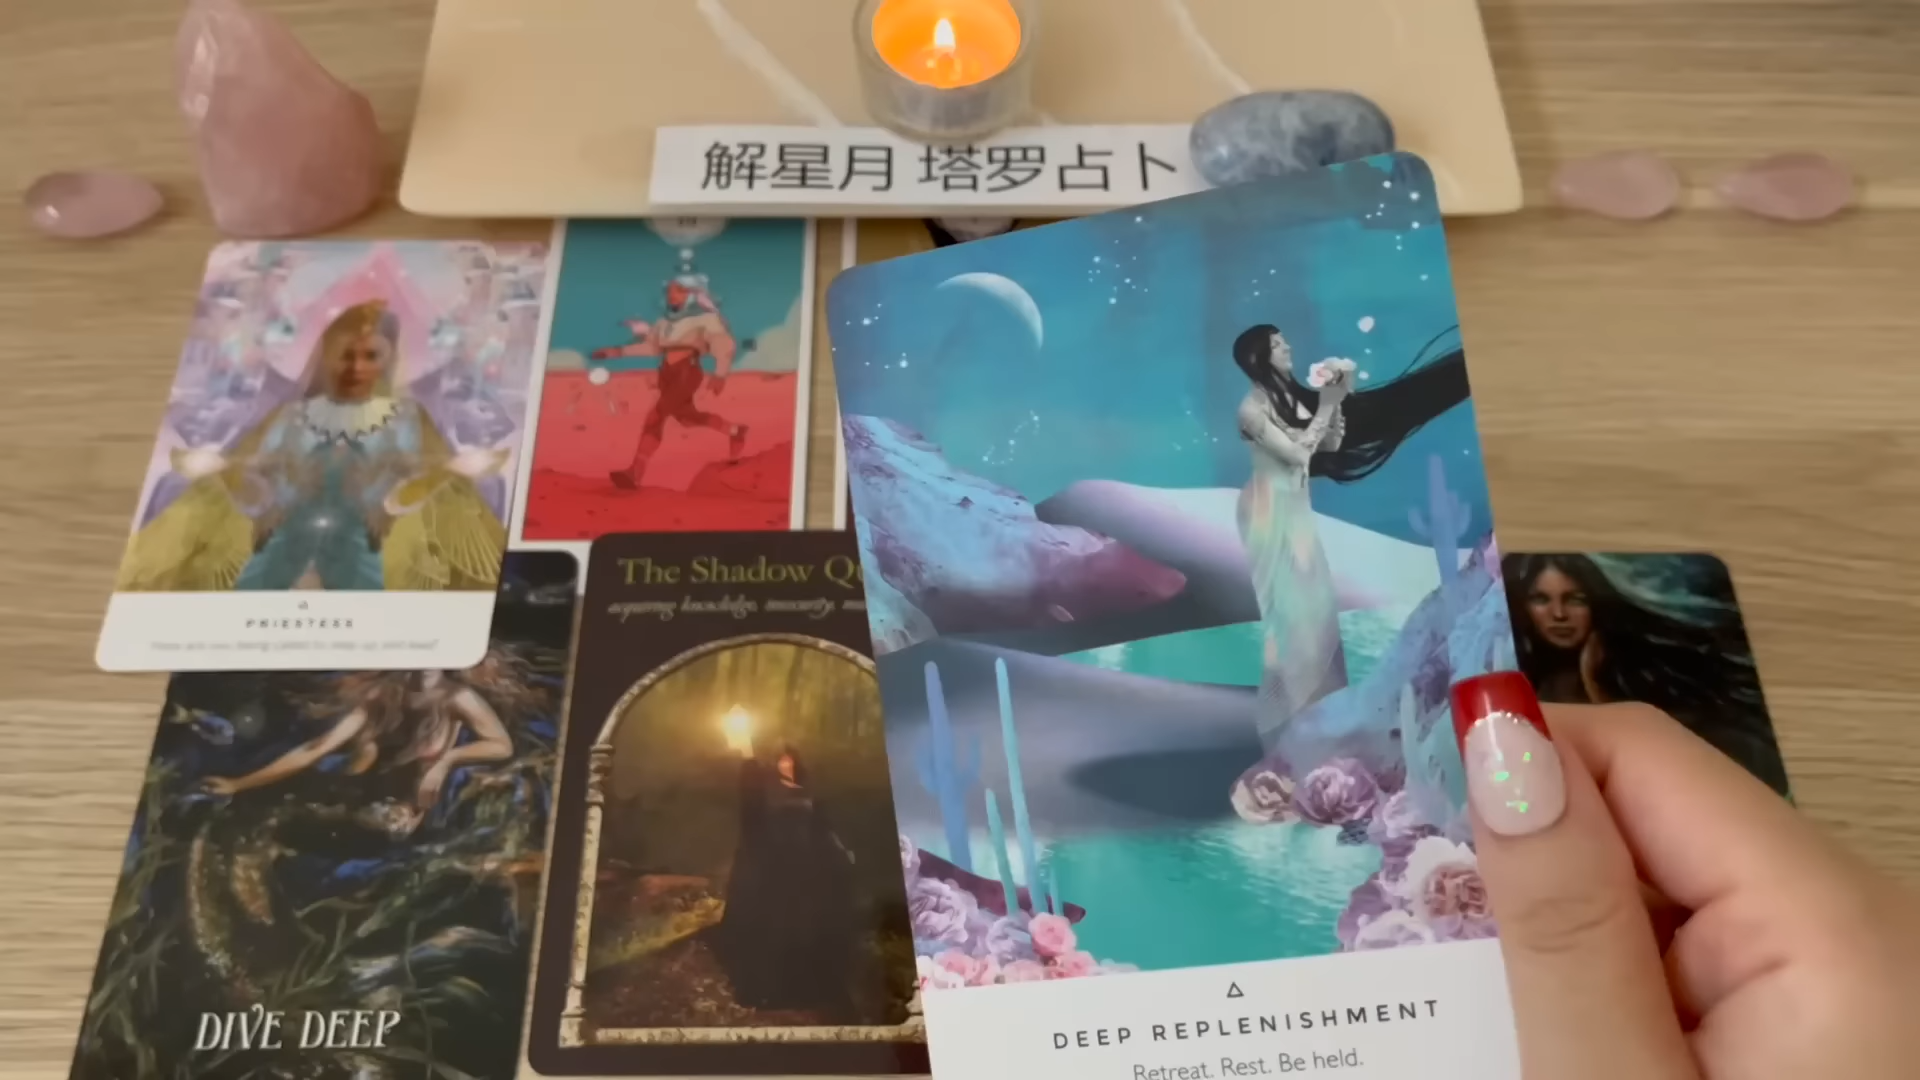 解星月 塔罗占卜
PRIESTESS
The Shadow
DIVE DEEP
DEEP REPLENISHMENT
Retreat. Rest. Be held.